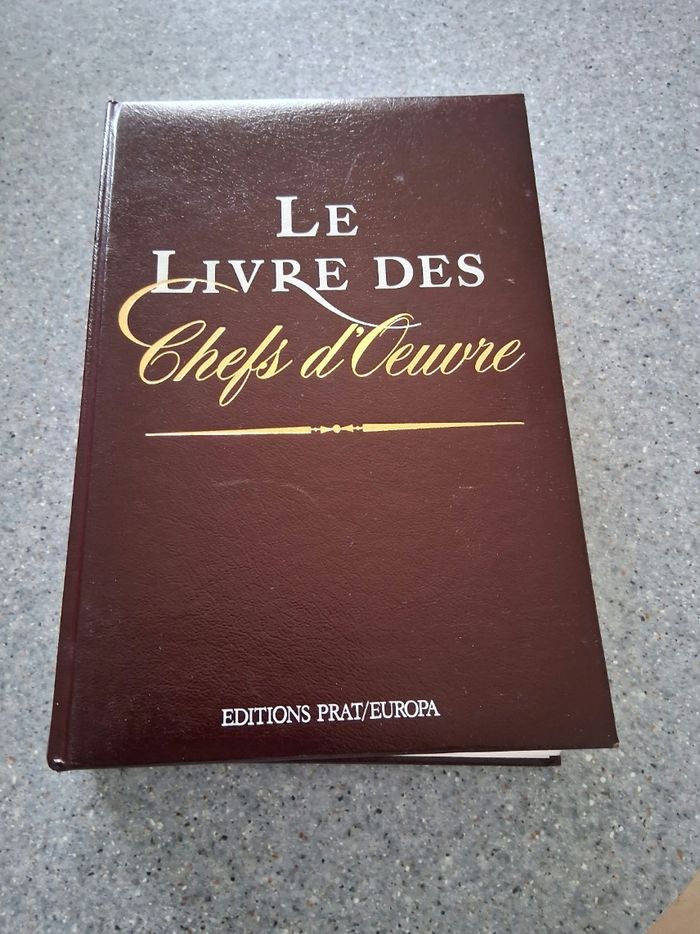 LE
LIVRE DES
Chefs d'Oeuvre
EDITIONS PRAT/EUROPA